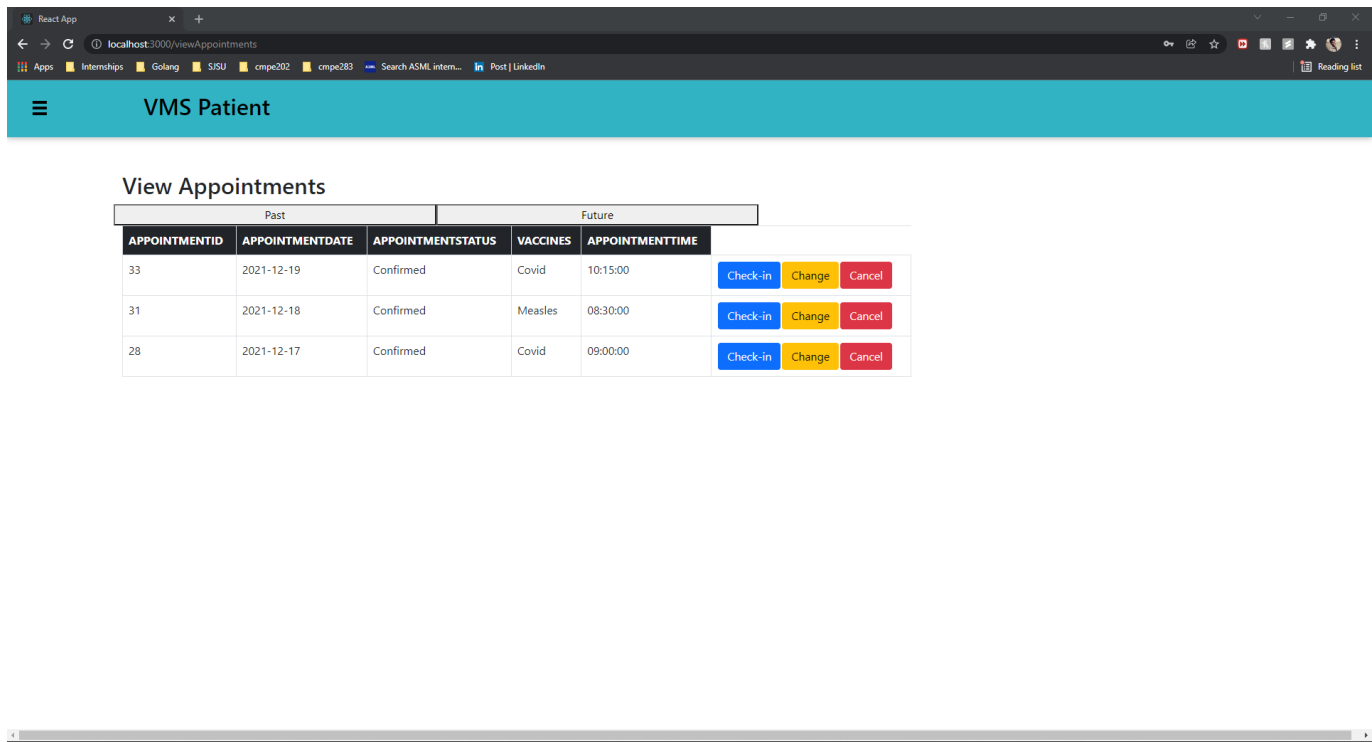 React App
localhost:3000/viewAppointments
Apps Internships Golang SJSU cmpe202 cmpe283 Search ASML intern... Post | LinkedIn Reading list
VMS Patient
View Appointments
Past Future
APPOINTMENTID APPOINTMENTDATE APPOINTMENTSTATUS VACCINES APPOINTMENTTIME
33 2021-12-19 Confirmed Covid 10:15:00 Check-in Change Cancel
31 2021-12-18 Confirmed Measles 08:30:00 Check-in Change Cancel
28 2021-12-17 Confirmed Covid 09:00:00 Check-in Change Cancel